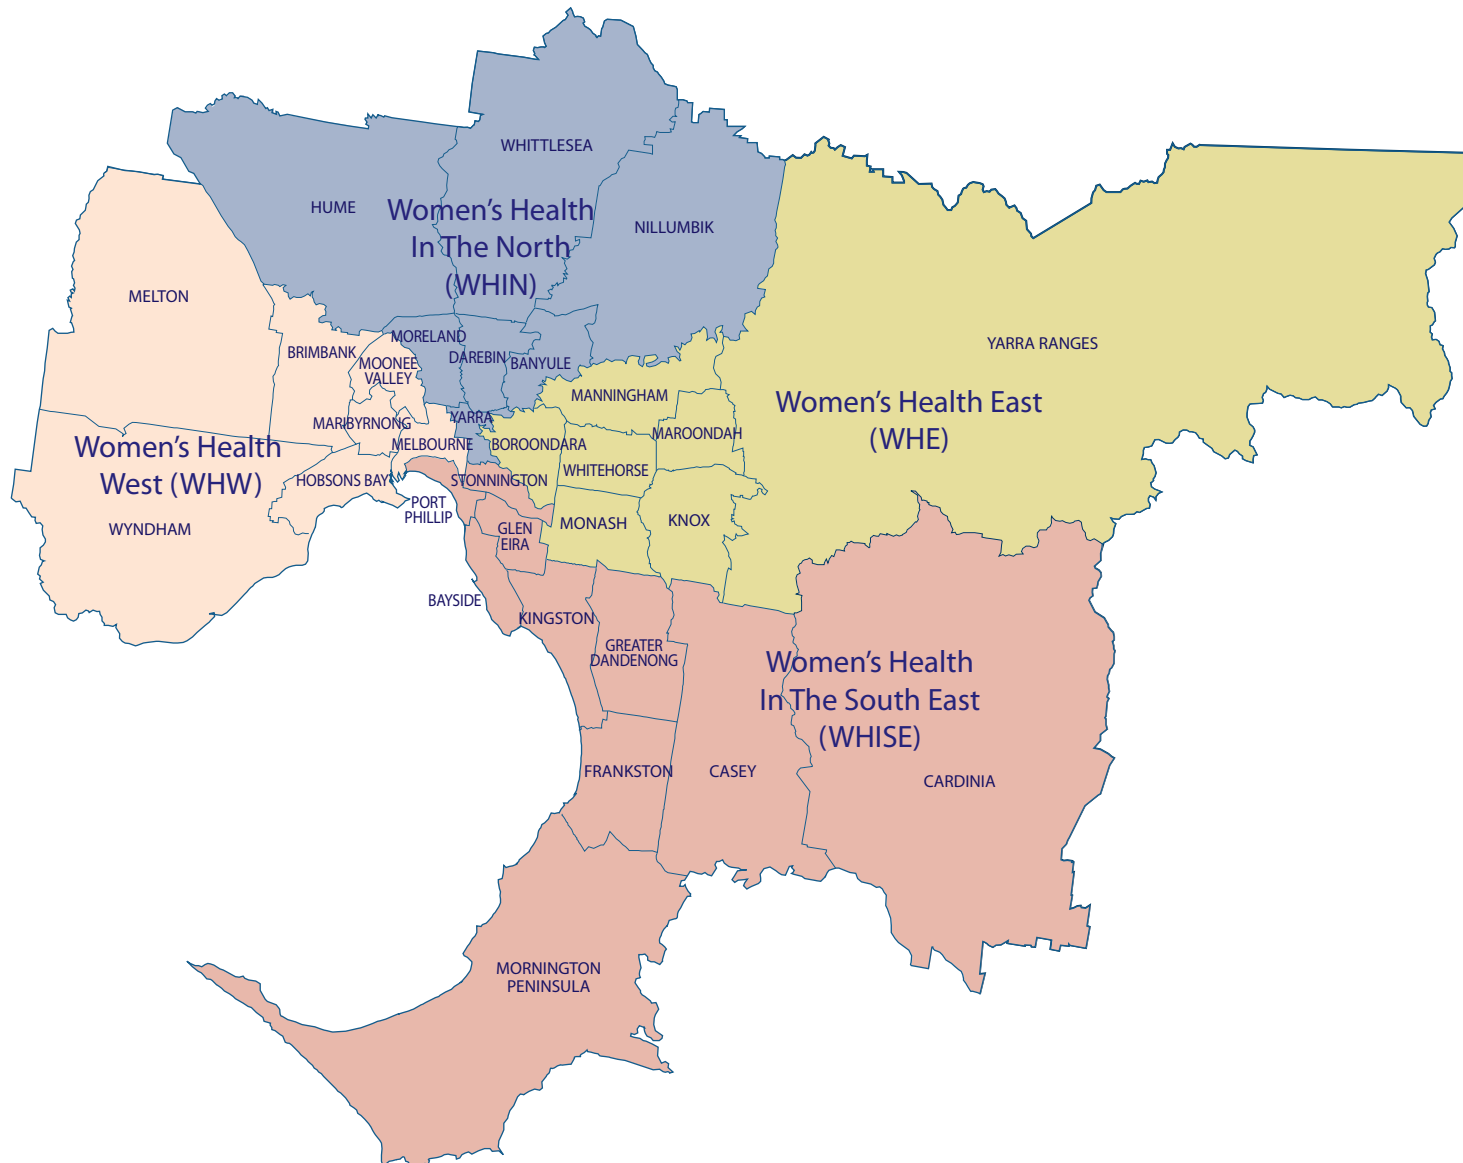 WHITTLESEA
HUME
Women's Health
In The North
(WHIN)
NILLUMBIK
MELTON
MORELAND
DAREBIN
BANYULE
BRIMBANK
MOONEE
VALLEY
YARRA RANGES
MANNINGHAM
Women's Health East
(WHE)
MARIBYRNONG
YARRA
MELBOURNE
BOROONDARA
MAROONDAH
Women's Health
West (WHW)
WHITEHORSE
HOBSONS BAY
STONNINGTON
PORT
PHILLIP
WYNDHAM
GLEN
EIRA
MONASH
KNOX
BAYSIDE
KINGSTON
GREATER
DANDENONG
Women's Health
In The South East
(WHISE)
FRANKSTON
CASEY
CARDINIA
MORNINGTON
PENINSULA